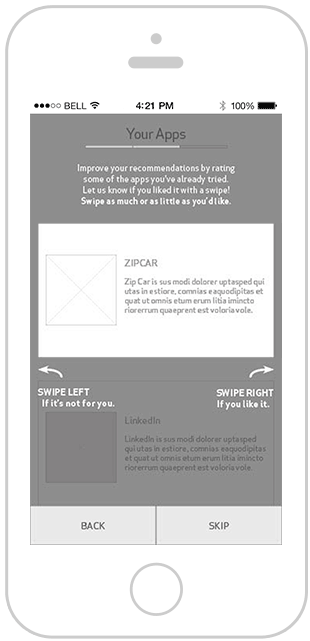 BELL 4:21 PM 100%
Your Apps
Improve your recommendations by rating
some of the apps you've already tried.
Let us know if you liked it with a swipe!
Swipe as much or as little as you'd like.
ZIPCAR
Zip Car is sus modi dolorer uptasped qui
utas in estiore, comnias eaquodipitas et
quat ut omnis etum erum litia imincto
riorerrum quaeprent est voloria vole.
SWIPE LEFT
If it's not for you.
SWIPE RIGHT
If you like it.
LinkedIn
LinkedIn is sus modi dolorer uptasped
qui utas in estiore, comnias eaquodipitas
et quat ut omnis etum erum litia imincto
riorerrum quaeprent est voloria vole.
BACK
SKIP